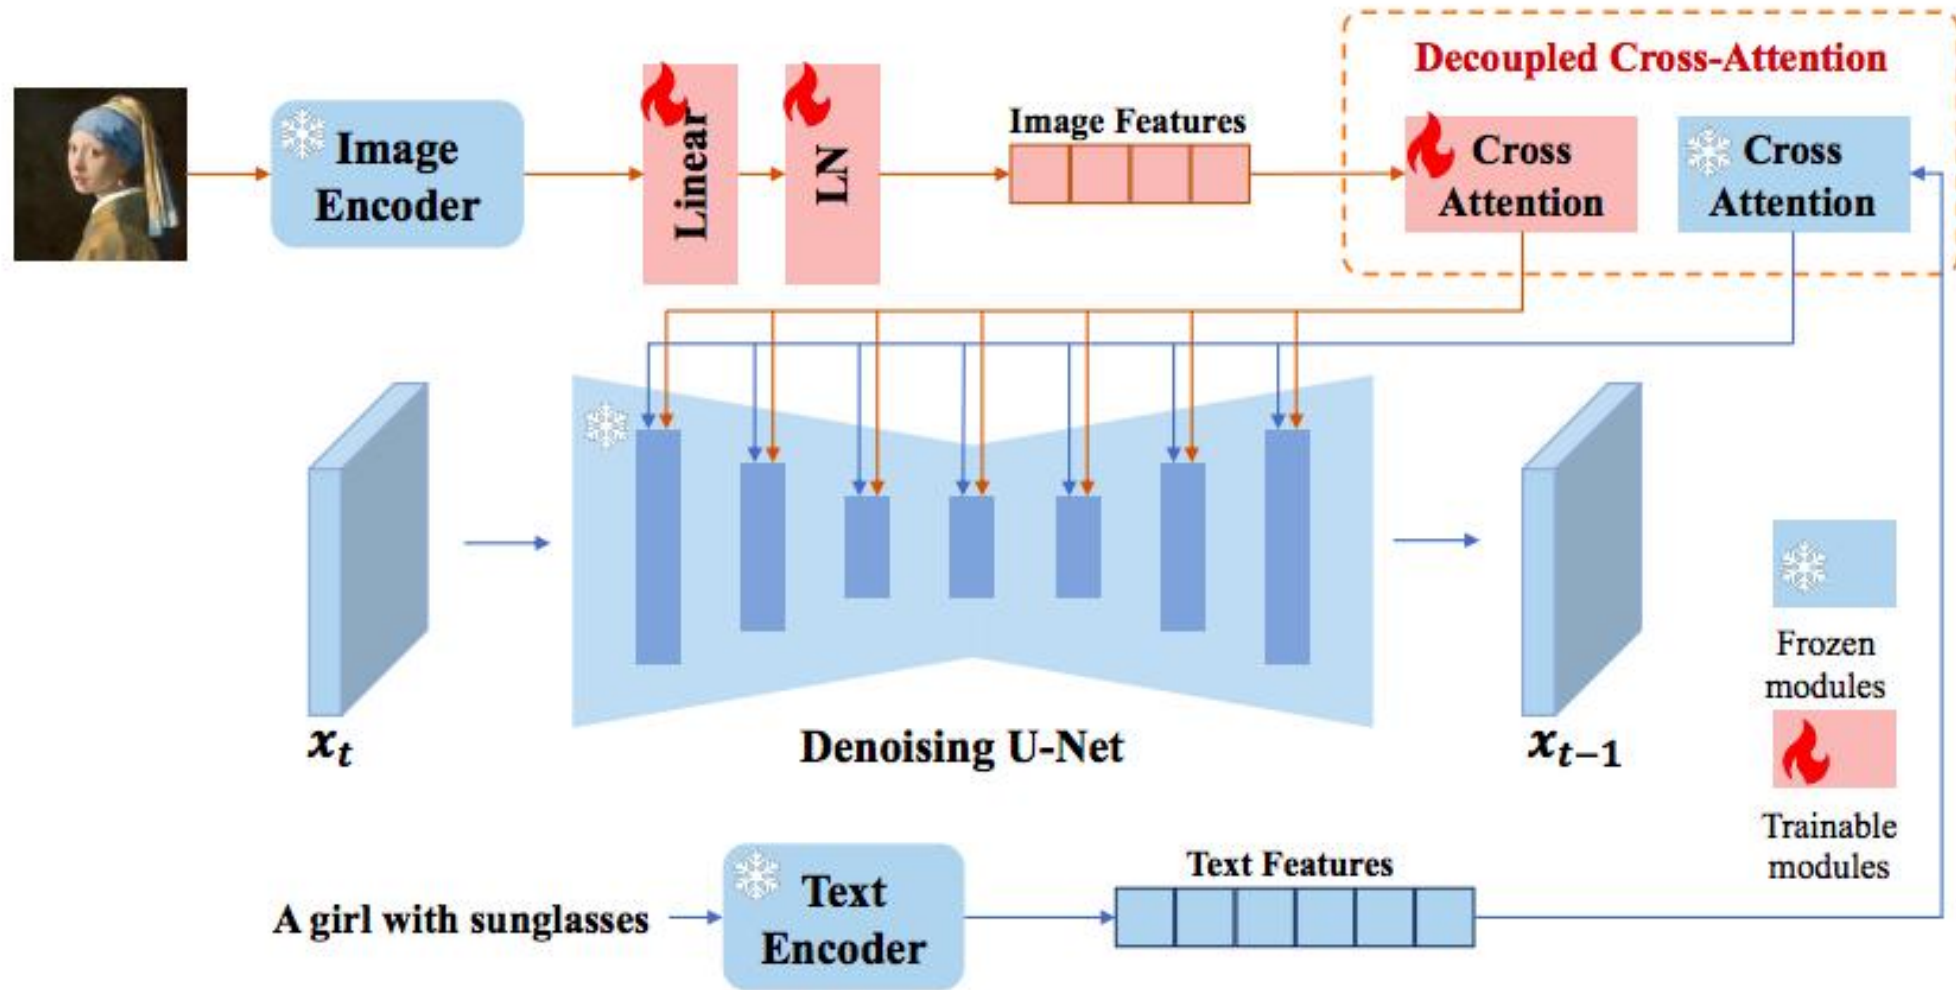 Decoupled Cross-Attention
Image
Encoder
Linear
LN
Image Features
Cross
Attention
Cross
Attention
x_t
Denoising U-Net
x_{t-1}
Frozen
modules
Trainable
modules
A girl with sunglasses
Text
Encoder
Text Features